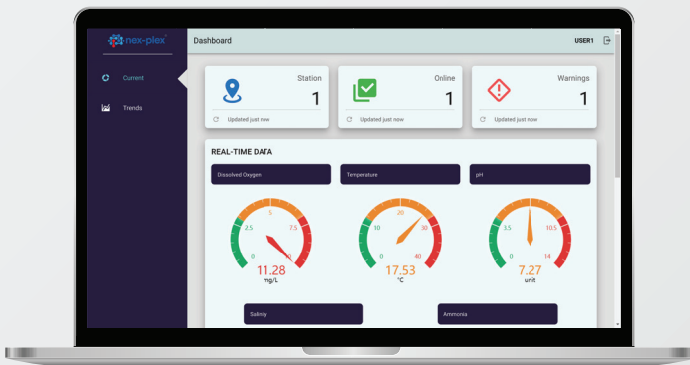 nex-plex
Dashboard
USER1
Current
Trends
Station
1
Updated just now
Online
1
Updated just now
Warnings
1
Updated just now
REAL-TIME DATA
Dissolved Oxygen
Temperature
pH
0
2.5
5
7.5
10
11.28
mg/L
0
10
20
30
40
17.53
°C
0
3.5
10.5
14
7.27
unit
Saliniy
Ammonia